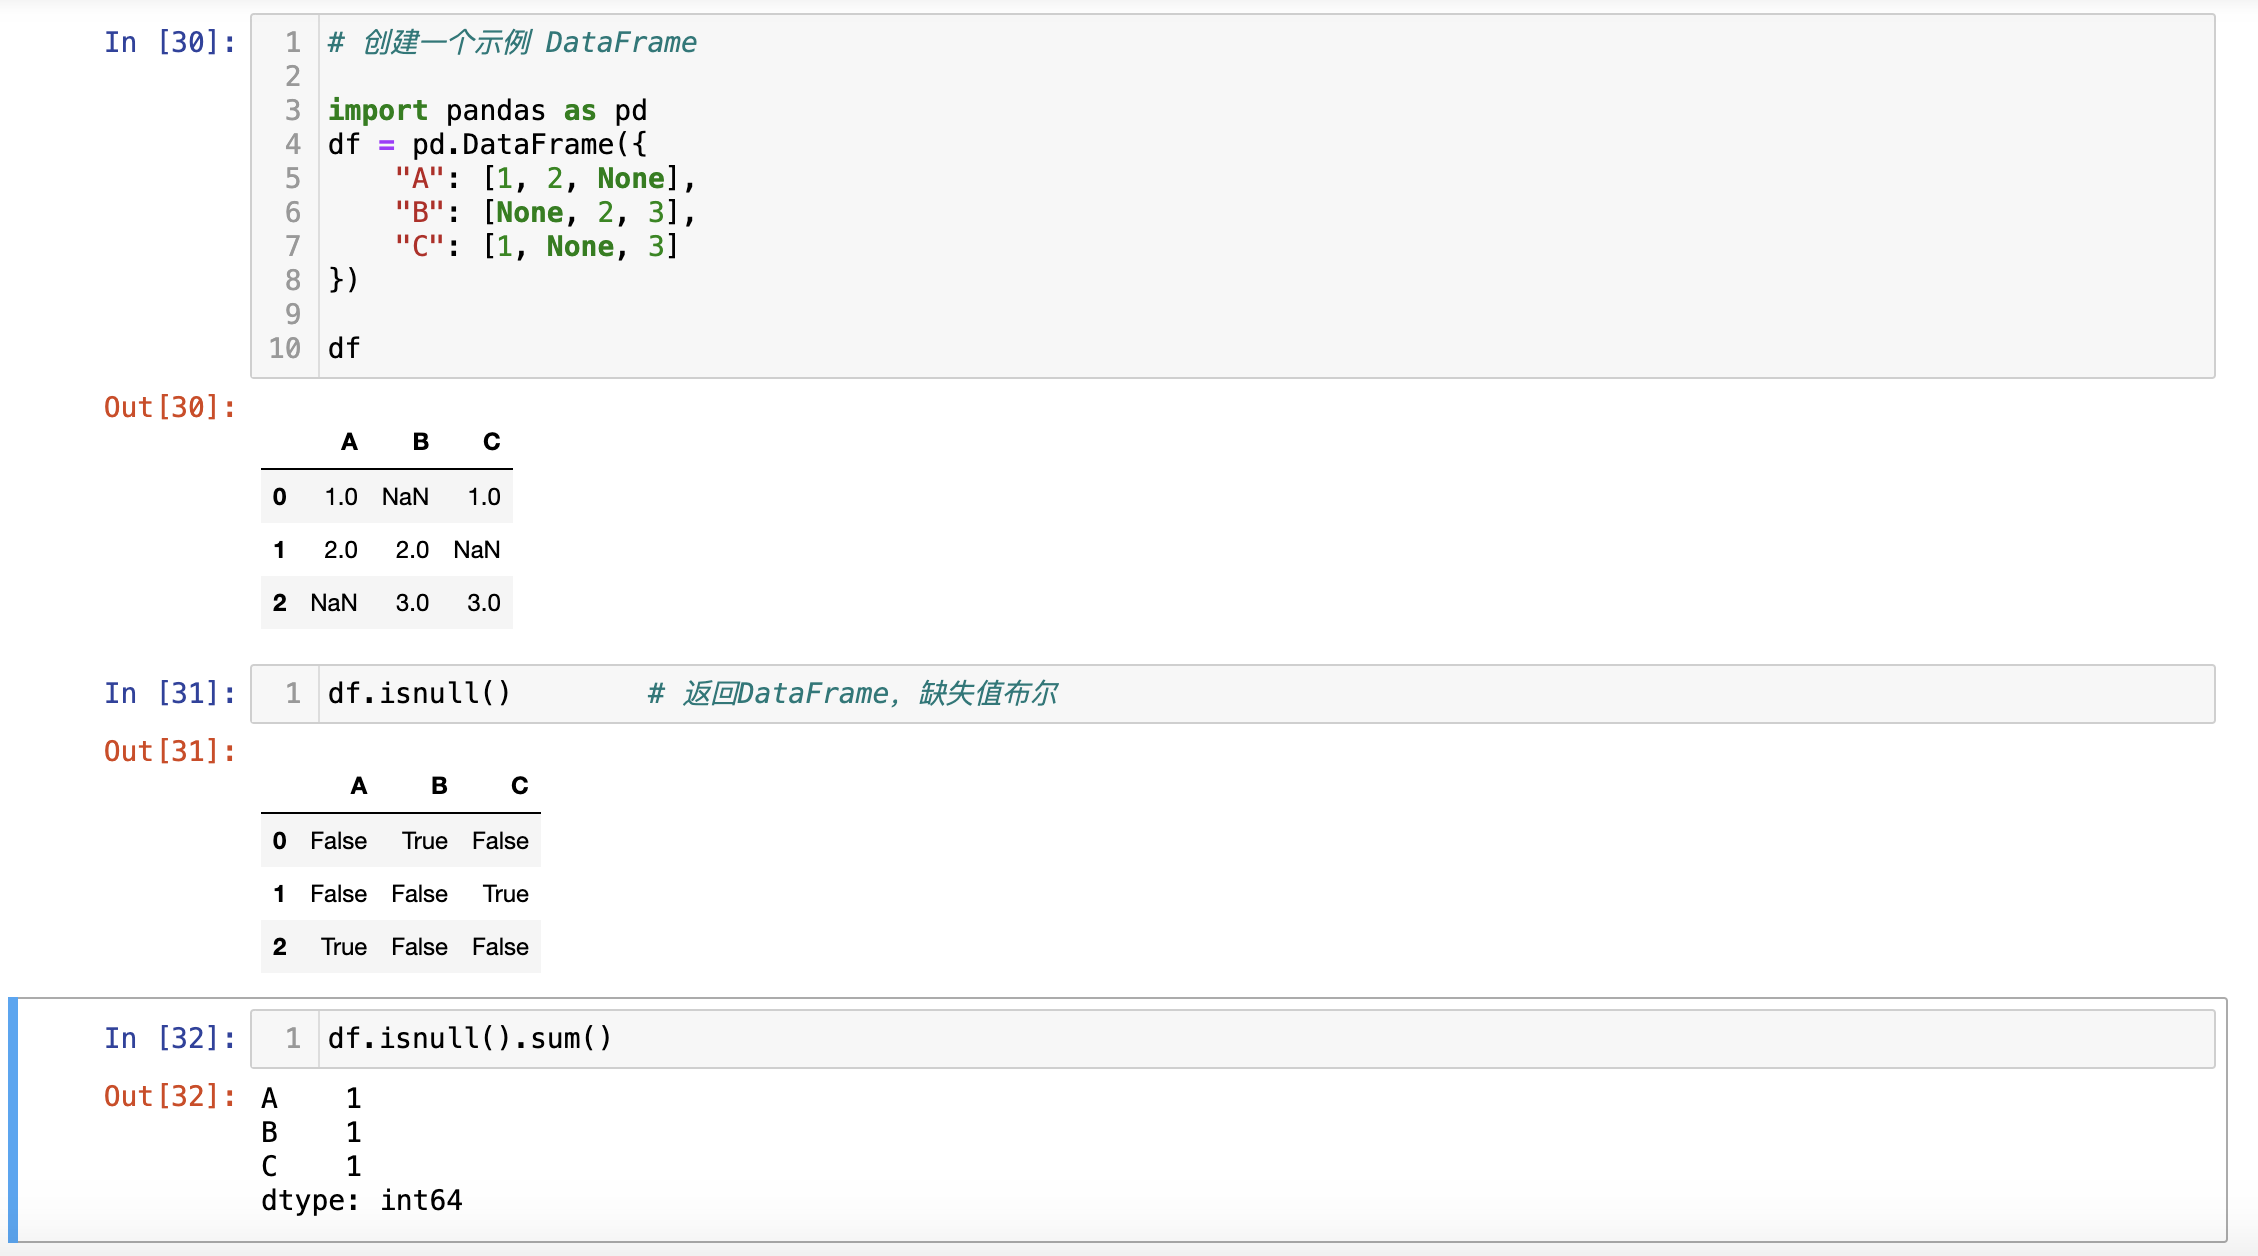 In [30]:
1 # 创建一个示例 DataFrame
2
3 import pandas as pd
4 df = pd.DataFrame({
5     "A": [1, 2, None],
6     "B": [None, 2, 3],
7     "C": [1, None, 3]
8 })
9
10 df
Out[30]:
A B C
0 1.0 NaN 1.0
1 2.0 2.0 NaN
2 NaN 3.0 3.0
In [31]:
1 df.isnull()        # 返回DataFrame, 缺失值布尔
Out[31]:
A B C
0 False True False
1 False False True
2 True False False
In [32]:
1 df.isnull().sum()
Out[32]:
A    1
B    1
C    1
dtype: int64